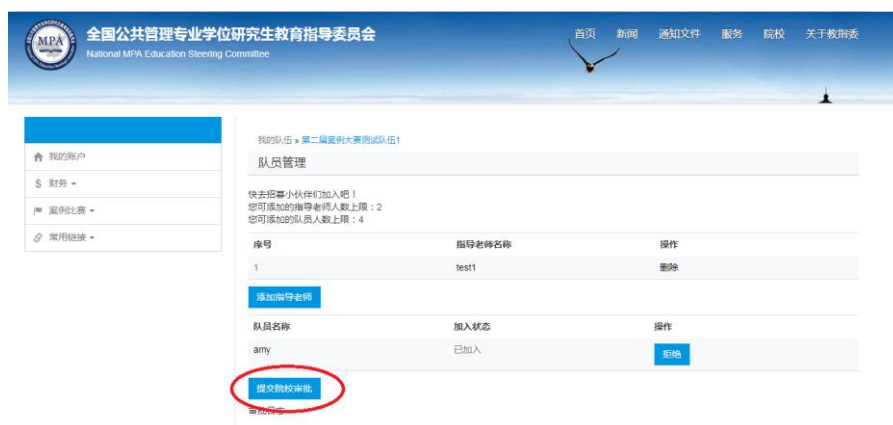 MPA
全国公共管理专业学位研究生教育指导委员会
National MPA Education Steering Committee
首页 新闻 通知文件 服务 院校 关于教指委
我的队伍 » 第二届案例大赛测试队伍1
我的账户
队员管理
$ 财务
案例比赛
常用链接
快去招募小伙伴们加入吧！
您可添加的指导老师人数上限：2
您可添加的队员人数上限：4
序号 指导老师名称 操作
1 test1 删除
添加指导老师
队员名称 加入状态 操作
amy 已加入 拒绝
提交院校审批